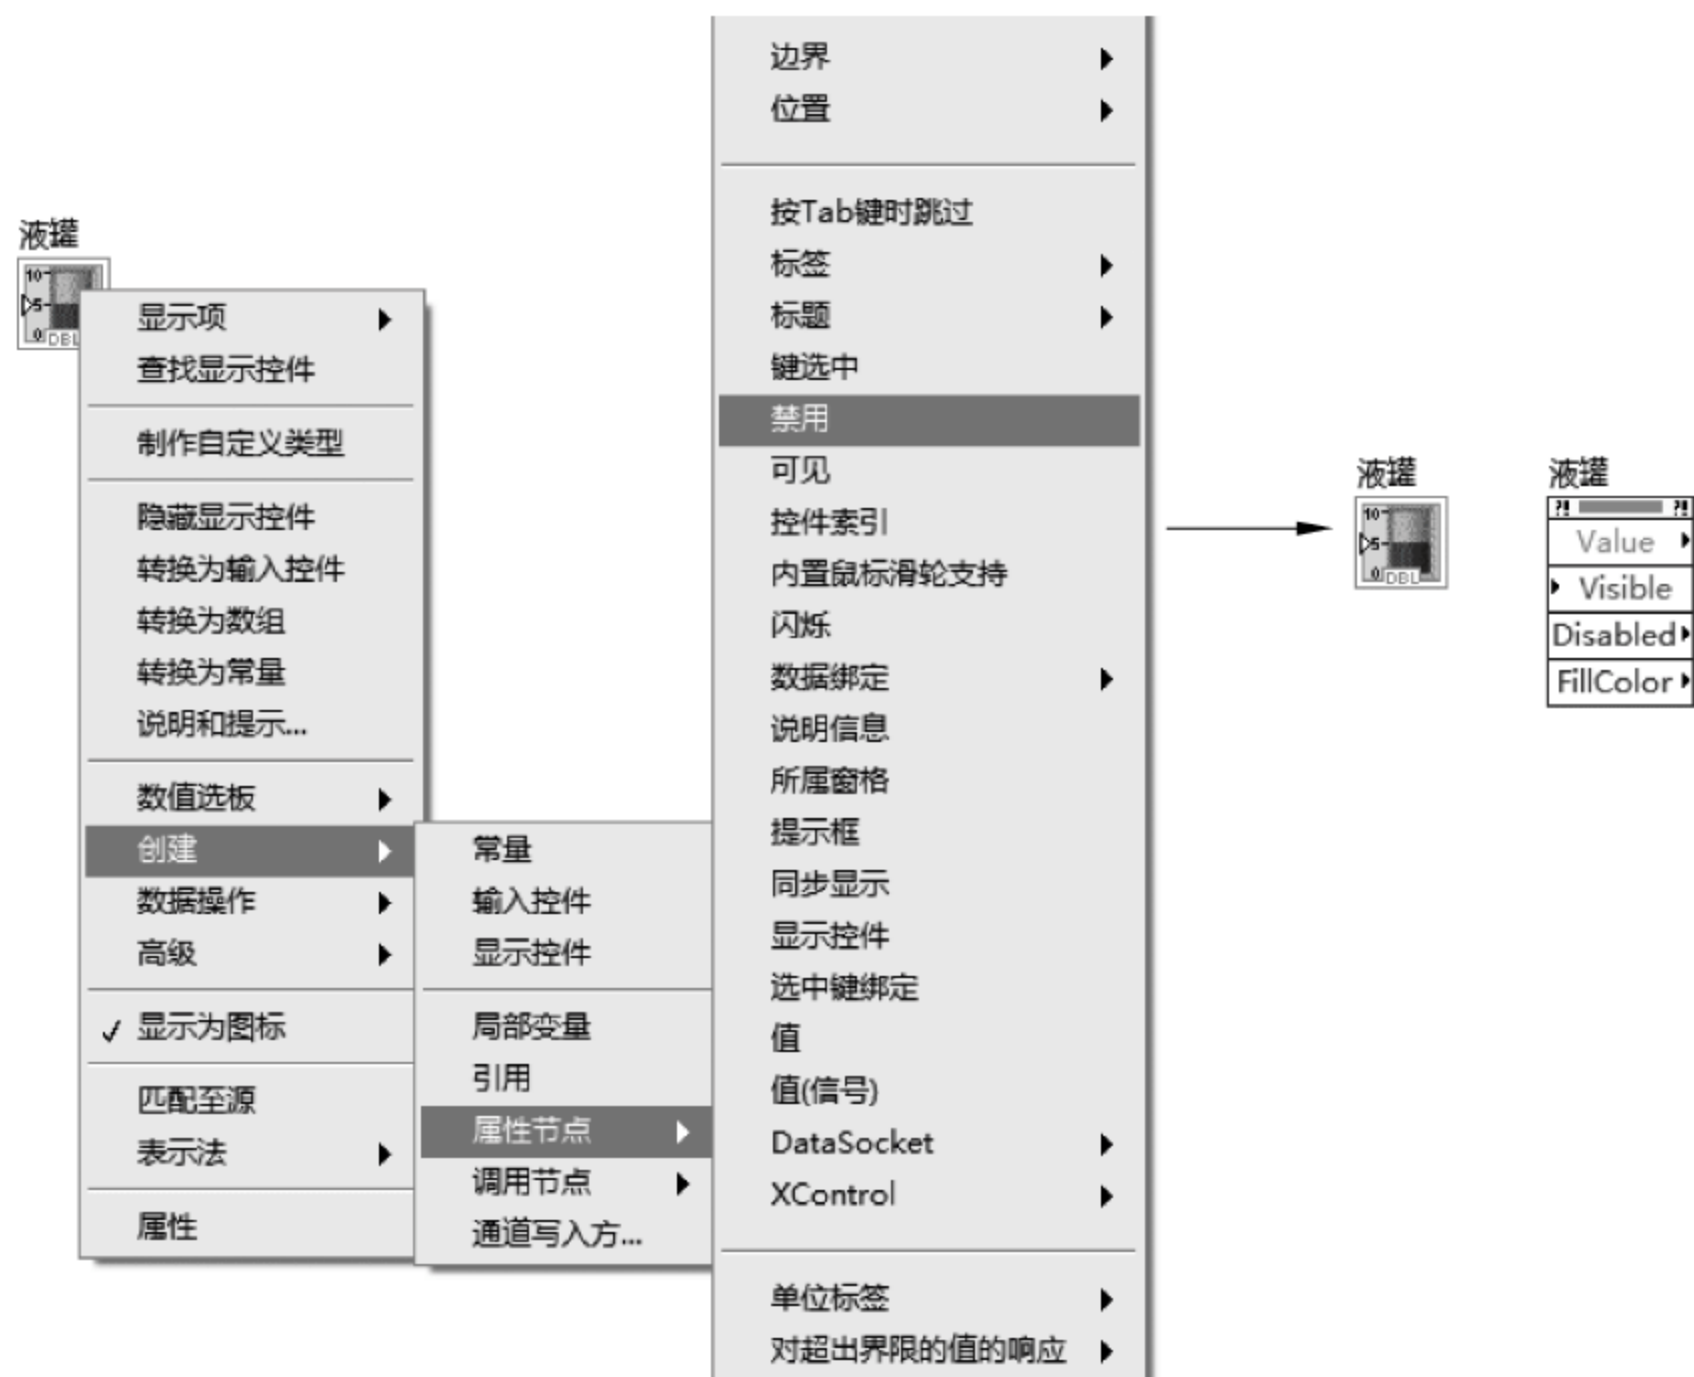 液罐
10
5
0
DBL
显示项
查找显示控件
制作自定义类型
隐藏显示控件
转换为输入控件
转换为数组
转换为常量
说明和提示...
数值选板
创建
数据操作
高级
显示为图标
匹配至源
表示法
属性
常量
输入控件
显示控件
局部变量
引用
属性节点
调用节点
通道写入方...
边界
位置
按Tab键时跳过
标签
标题
键选中
禁用
可见
控件索引
内置鼠标滑轮支持
闪烁
数据绑定
说明信息
所属窗格
提示框
同步显示
显示控件
选中键绑定
值
值(信号)
DataSocket
XControl
单位标签
对超出界限的值的响应
液罐
10
5
0
DBL
液罐
?! ?!
Value
Visible
Disabled
FillColor